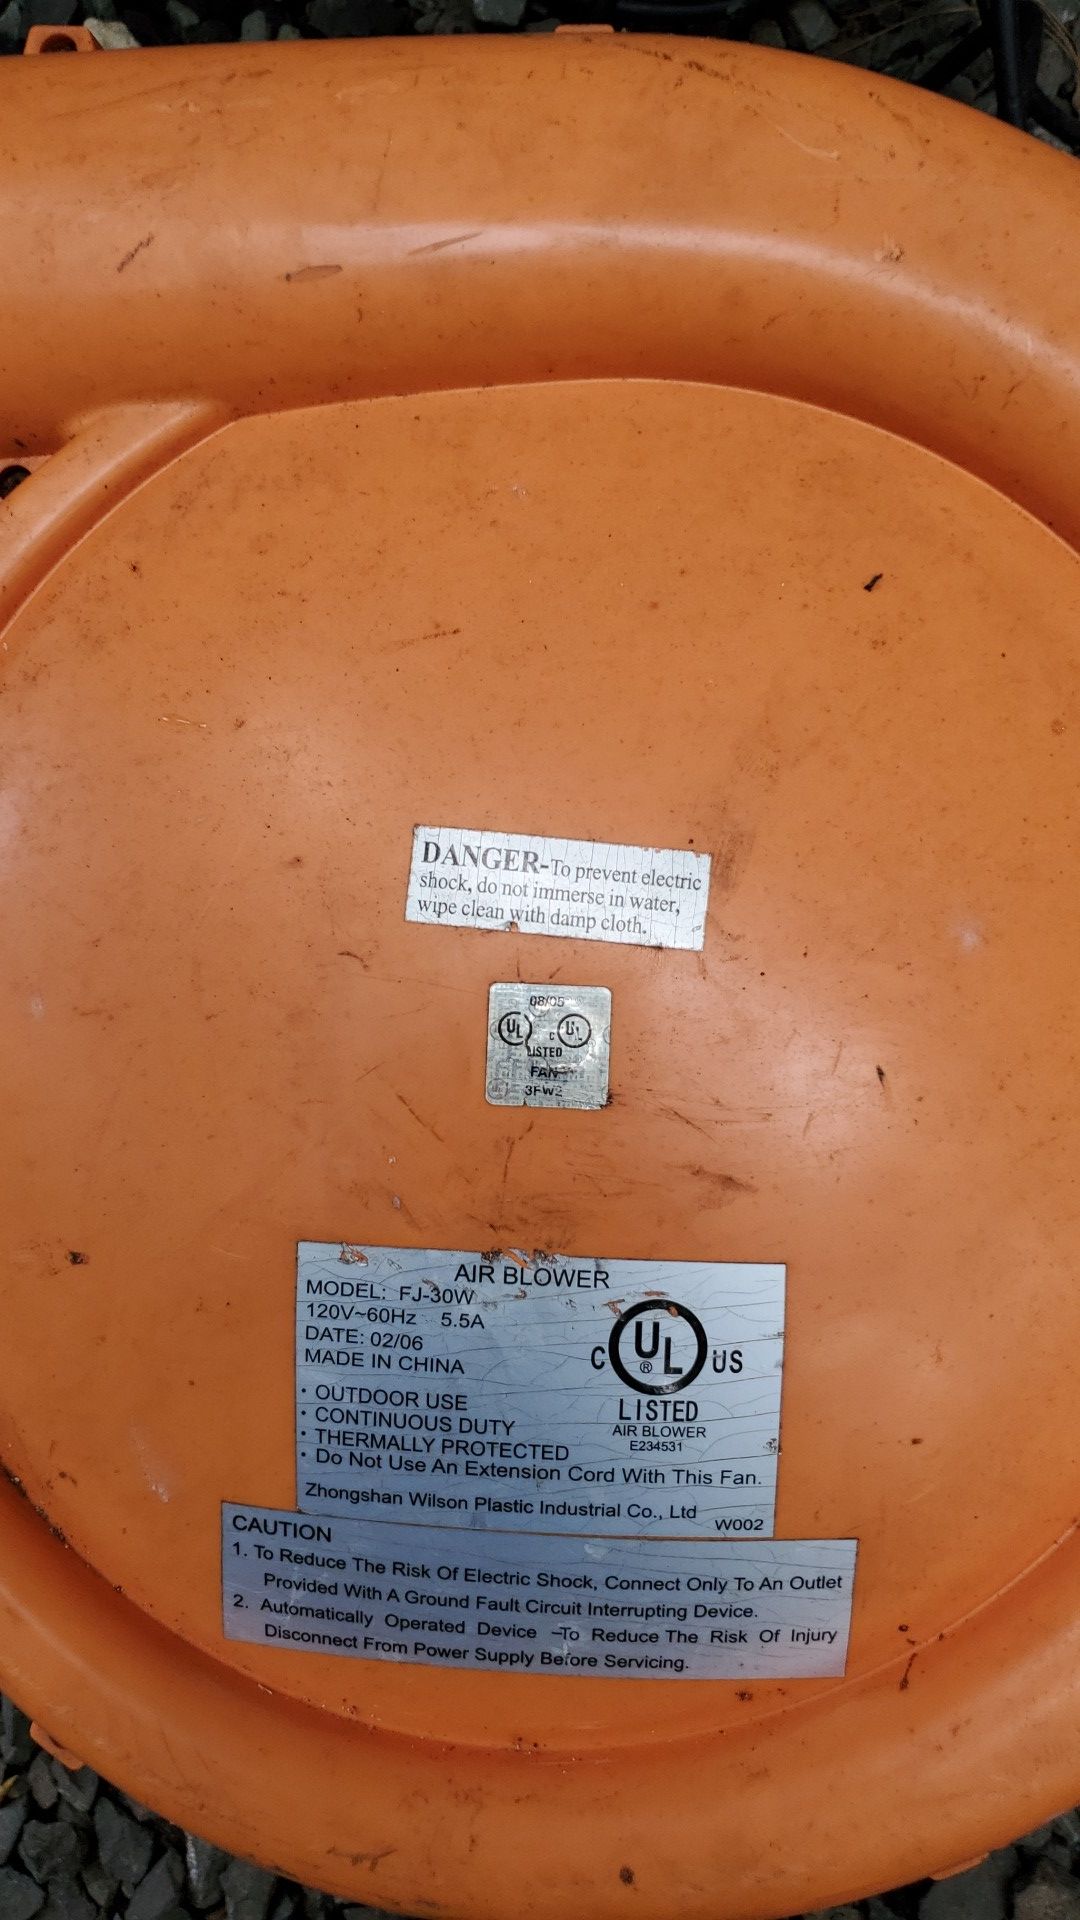 DANGER-To prevent electric
shock, do not immerse in water,
wipe clean with damp cloth.
08/05
UL C UL
LISTED
FAN
3FW2
AIR BLOWER
MODEL: FJ-30W
120V~60Hz 5.5A
DATE: 02/06
MADE IN CHINA
C UL ® US
LISTED
AIR BLOWER
E234531
· OUTDOOR USE
· CONTINUOUS DUTY
· THERMALLY PROTECTED
· Do Not Use An Extension Cord With This Fan.
Zhongshan Wilson Plastic Industrial Co., Ltd W002
CAUTION
1. To Reduce The Risk Of Electric Shock, Connect Only To An Outlet
Provided With A Ground Fault Circuit Interrupting Device.
2. Automatically Operated Device -To Reduce The Risk Of Injury
Disconnect From Power Supply Before Servicing.